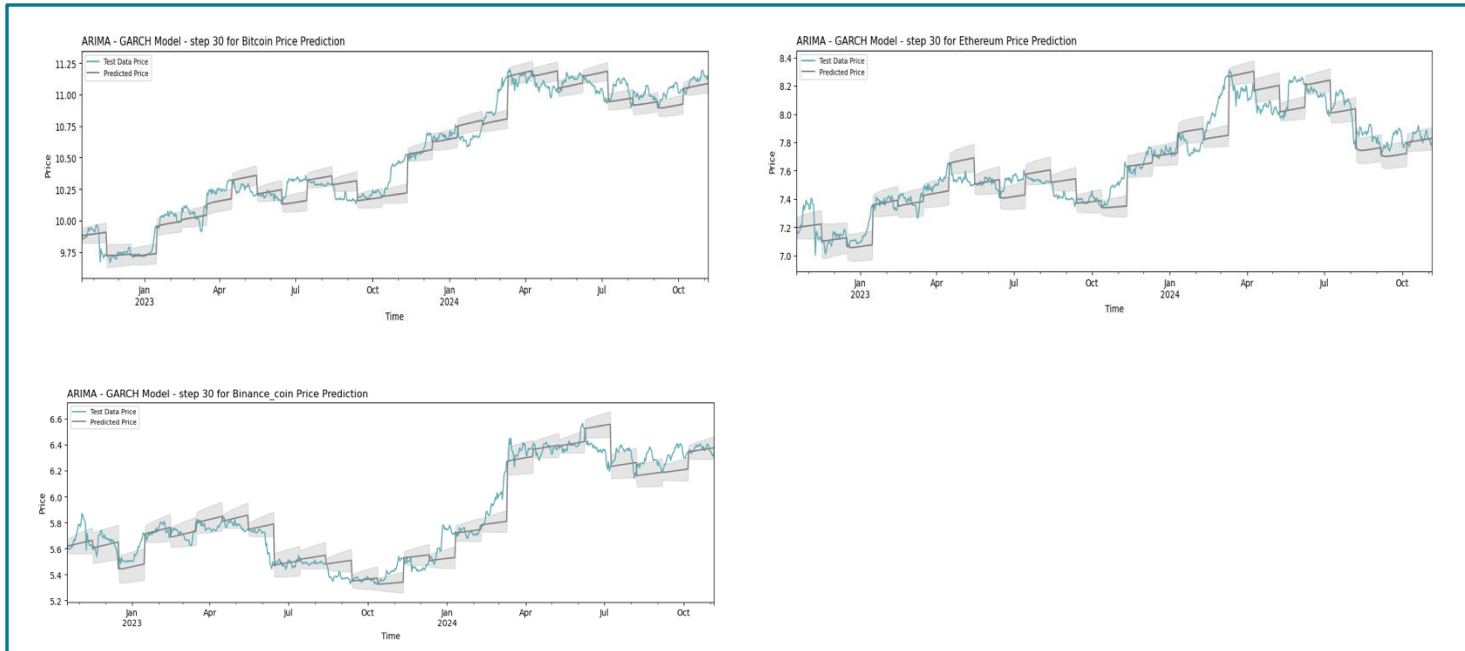 ARIMA - GARCH Model - step 30 for Bitcoin Price Prediction
Test Data Price
Predicted Price
11.25
11.00
10.75
10.50
10.25
10.00
9.75
Price
Jan
2023
Apr
Jul
Oct
Jan
2024
Apr
Jul
Oct
Time
ARIMA - GARCH Model - step 30 for Ethereum Price Prediction
Test Data Price
Predicted Price
8.4
8.2
8.0
7.8
7.6
7.4
7.2
7.0
Price
Jan
2023
Apr
Jul
Oct
Jan
2024
Apr
Jul
Oct
Time
ARIMA - GARCH Model - step 30 for Binance_coin Price Prediction
Test Data Price
Predicted Price
6.6
6.4
6.2
6.0
5.8
5.6
5.4
5.2
Price
Jan
2023
Apr
Jul
Oct
Jan
2024
Apr
Jul
Oct
Time